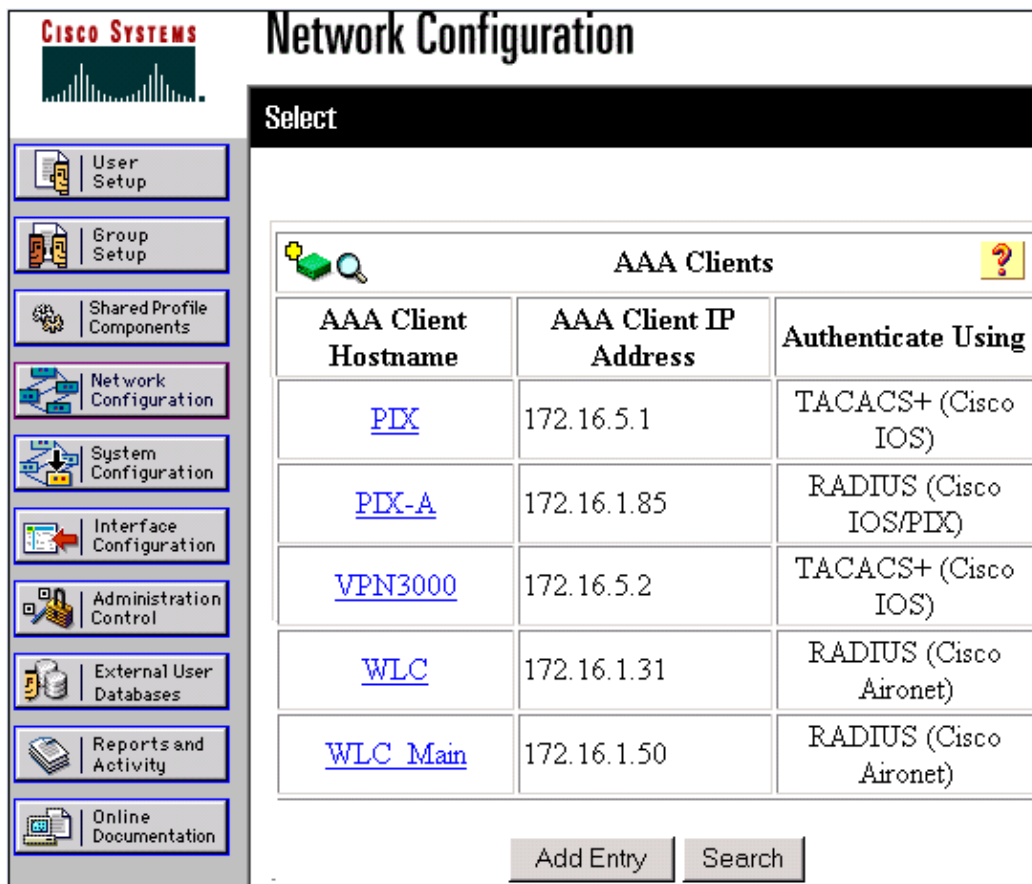 CISCO SYSTEMS
Network Configuration
Select
User
Setup
Group
Setup
Shared Profile
Components
Network
Configuration
System
Configuration
Interface
Configuration
Administration
Control
External User
Databases
Reports and
Activity
Online
Documentation
AAA Clients
?
AAA Client
Hostname
AAA Client IP
Address
Authenticate Using
PIX
172.16.5.1
TACACS+ (Cisco
IOS)
PIX-A
172.16.1.85
RADIUS (Cisco
IOS/PIX)
VPN3000
172.16.5.2
TACACS+ (Cisco
IOS)
WLC
172.16.1.31
RADIUS (Cisco
Aironet)
WLC Main
172.16.1.50
RADIUS (Cisco
Aironet)
Add Entry
Search